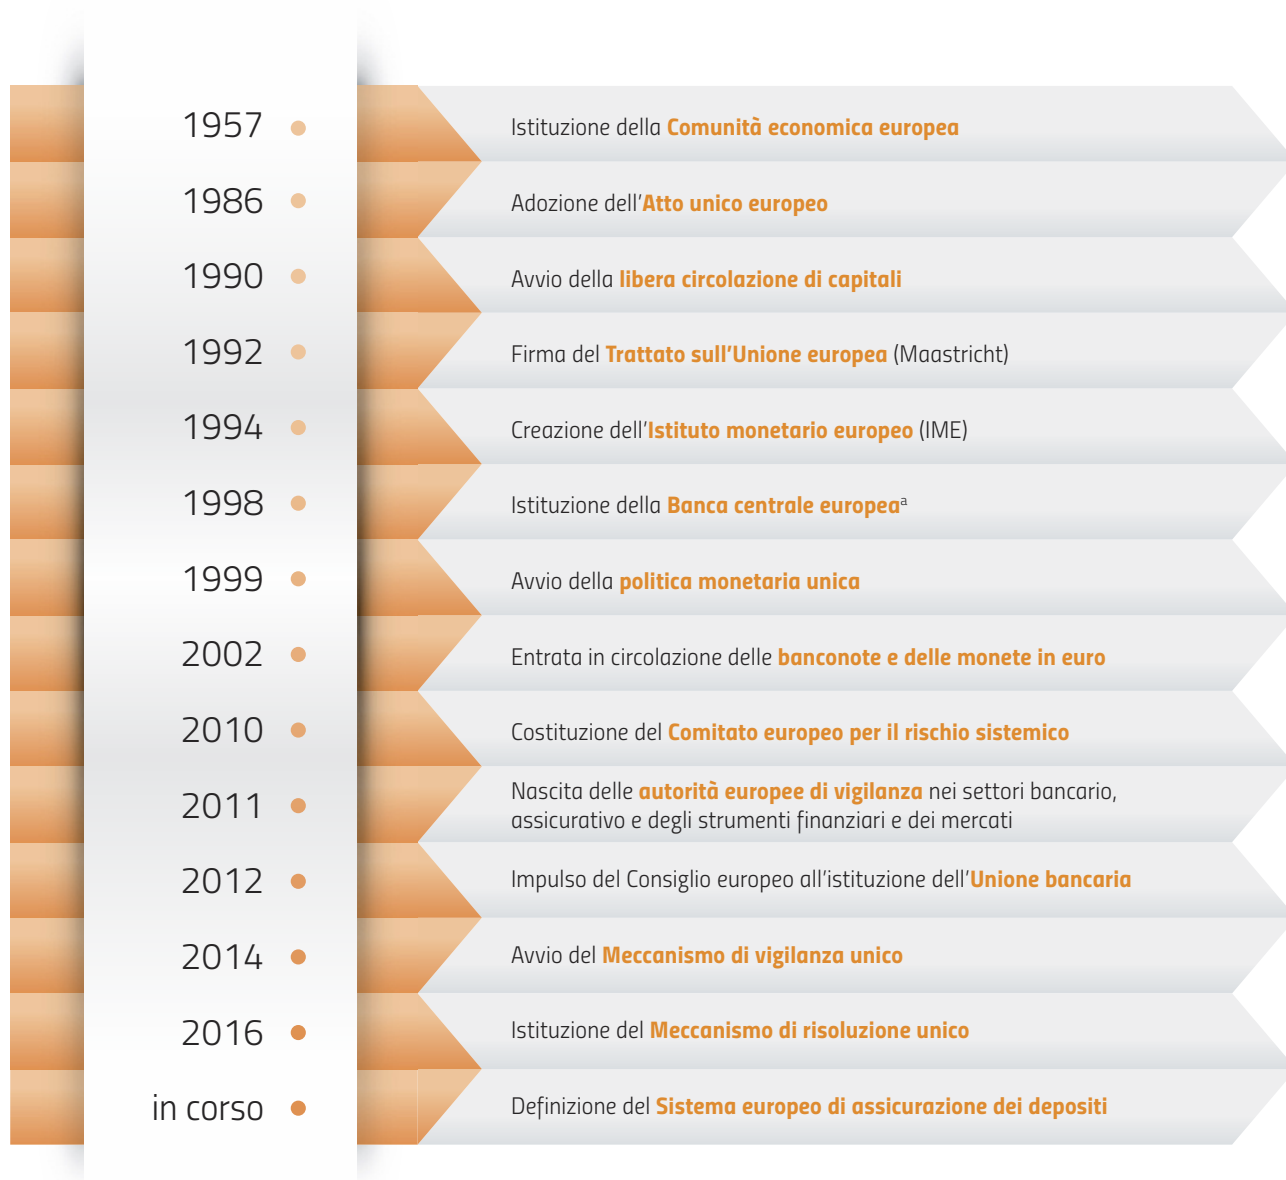 1957 Istituzione della Comunità economica europea
1986 Adozione dell'Atto unico europeo
1990 Avvio della libera circolazione di capitali
1992 Firma del Trattato sull'Unione europea (Maastricht)
1994 Creazione dell'Istituto monetario europeo (IME)
1998 Istituzione della Banca centrale europeaª
1999 Avvio della politica monetaria unica
2002 Entrata in circolazione delle banconote e delle monete in euro
2010 Costituzione del Comitato europeo per il rischio sistemico
2011 Nascita delle autorità europee di vigilanza nei settori bancario,
assicurativo e degli strumenti finanziari e dei mercati
2012 Impulso del Consiglio europeo all'istituzione dell'Unione bancaria
2014 Avvio del Meccanismo di vigilanza unico
2016 Istituzione del Meccanismo di risoluzione unico
in corso Definizione del Sistema europeo di assicurazione dei depositi